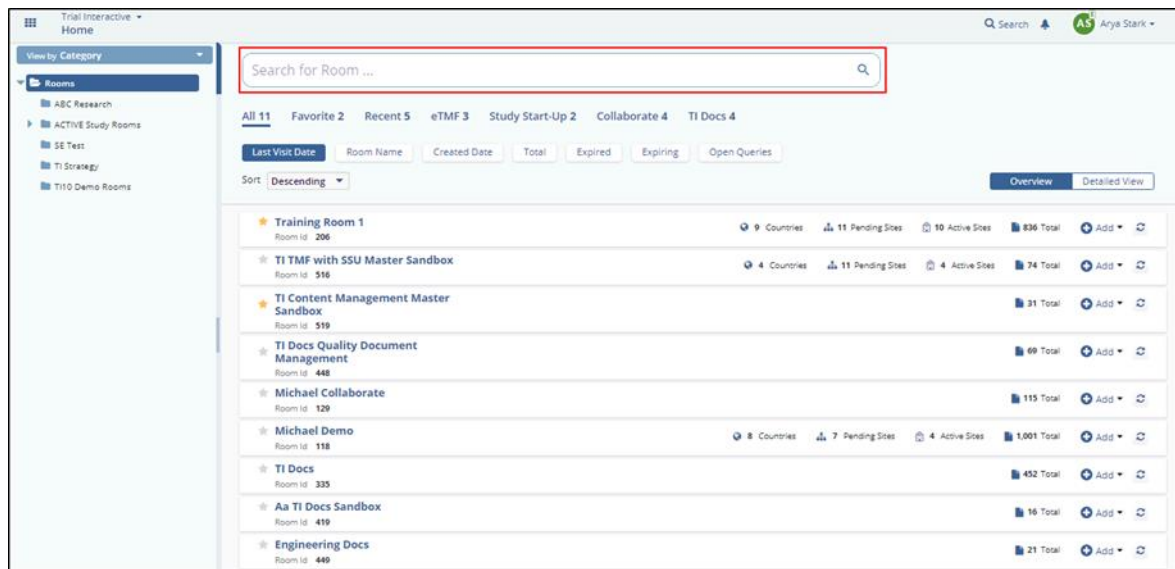 Trial Interactive
Home
Search
AS
Arya Stark
View by Category
Rooms
ABC Research
ACTIVE Study Rooms
SE Test
TI Strategy
TI10 Demo Rooms
Search for Room ...
All 11 Favorite 2 Recent 5 eTMF 3 Study Start-Up 2 Collaborate 4 TI Docs 4
Last Visit Date Room Name Created Date Total Expired Expiring Open Queries
Sort Descending Overview Detailed View
Training Room 1
Room Id 206
9 Countries 11 Pending Sites 10 Active Sites 836 Total Add
TI TMF with SSU Master Sandbox
Room Id 516
4 Countries 11 Pending Sites 4 Active Sites 74 Total Add
TI Content Management Master
Sandbox
Room Id 519
31 Total Add
TI Docs Quality Document
Management
Room Id 448
69 Total Add
Michael Collaborate
Room Id 129
115 Total Add
Michael Demo
Room Id 118
8 Countries 7 Pending Sites 4 Active Sites 1,001 Total Add
TI Docs
Room Id 335
452 Total Add
Aa TI Docs Sandbox
Room Id 419
16 Total Add
Engineering Docs
Room Id 449
21 Total Add